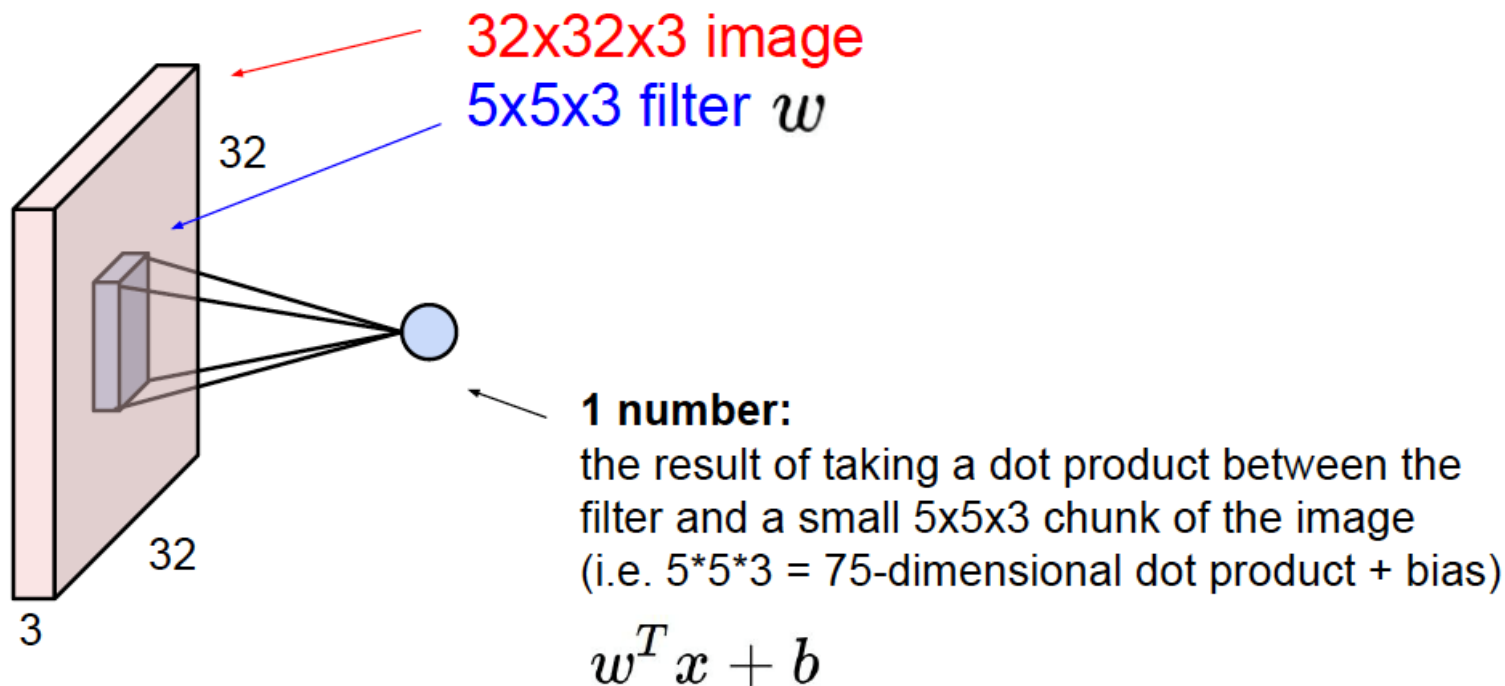 32x32x3 image
5x5x3 filter w
32
32
3
1 number:
the result of taking a dot product between the
filter and a small 5x5x3 chunk of the image
(i.e. 5*5*3 = 75-dimensional dot product + bias)
w^T x + b